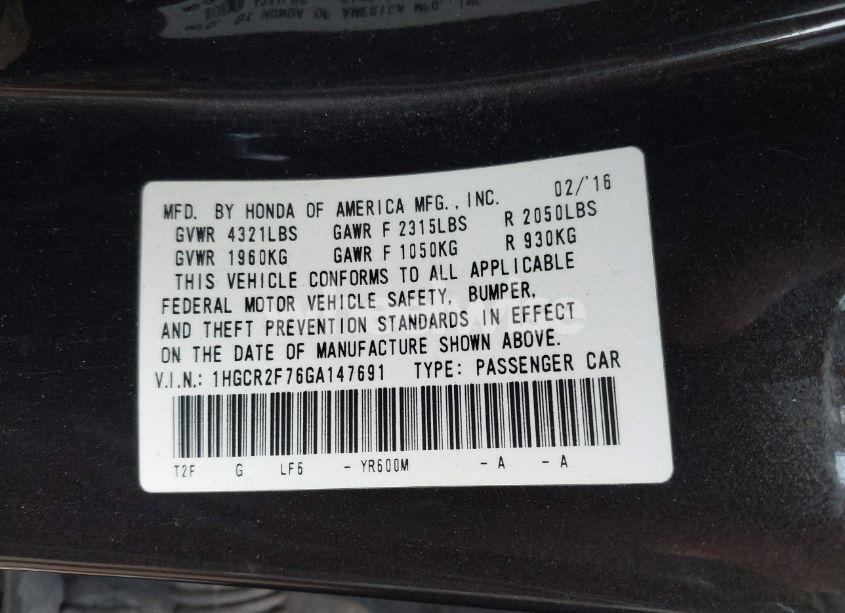 MFD. BY HONDA OF AMERICA MFG., INC. 02/'16
GVWR 4321LBS GAWR F 2315LBS R 2050LBS
GVWR 1960KG GAWR F 1050KG R 930KG
THIS VEHICLE CONFORMS TO ALL APPLICABLE
FEDERAL MOTOR VEHICLE SAFETY, BUMPER,
AND THEFT PREVENTION STANDARDS IN EFFECT
ON THE DATE OF MANUFACTURE SHOWN ABOVE.
V.I.N.: 1HGCR2F76GA147691 TYPE: PASSENGER CAR
T2F G LF6 - YR600M - A - A